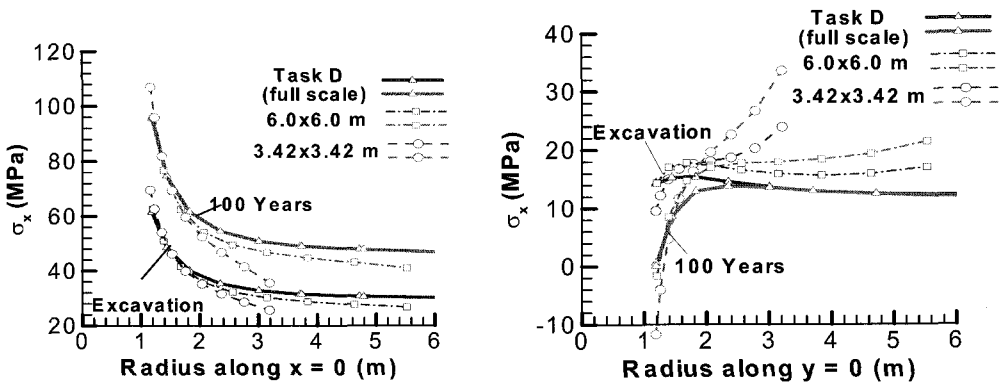 120
100
80
60
40
20
σx (MPa)
Task D
(full scale)
6.0x6.0 m
3.42x3.42 m
100 Years
Excavation
0 1 2 3 4 5 6
Radius along x = 0 (m)
40
30
20
10
0
-10
σx (MPa)
Task D
(full scale)
6.0x6.0 m
3.42x3.42 m
Excavation
100 Years
0 1 2 3 4 5 6
Radius along y = 0 (m)